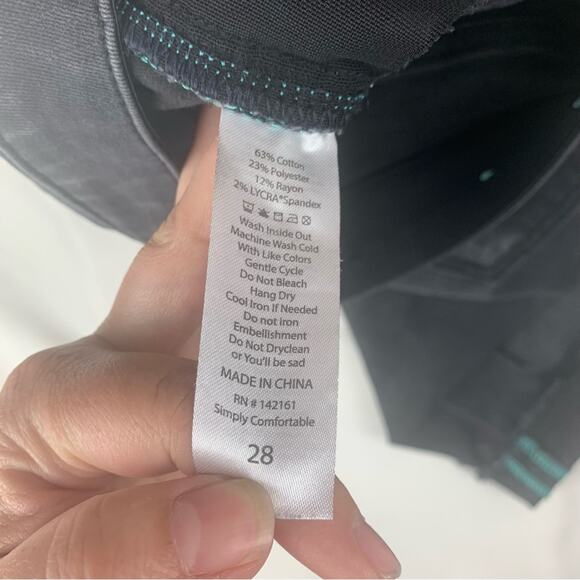 63% Cotton
23% Polyester
12% Rayon
2% LYCRA®Spandex
Wash Inside Out
Machine Wash Cold
With Like Colors
Gentle Cycle
Do Not Bleach
Hang Dry
Cool Iron If Needed
Do not Iron
Embellishment
Do Not Dryclean
or You'll be sad
MADE IN CHINA
RN # 142161
Simply Comfortable
28